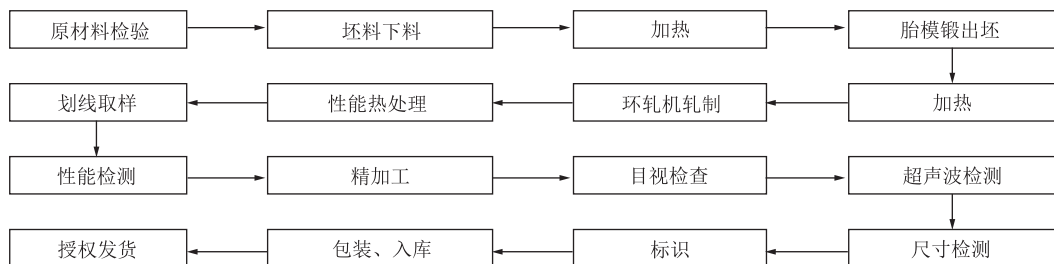 原材料检验
坯料下料
加热
胎模锻出坯
加热
环轧机轧制
性能热处理
划线取样
性能检测
精加工
目视检查
超声波检测
尺寸检测
标识
包装、入库
授权发货